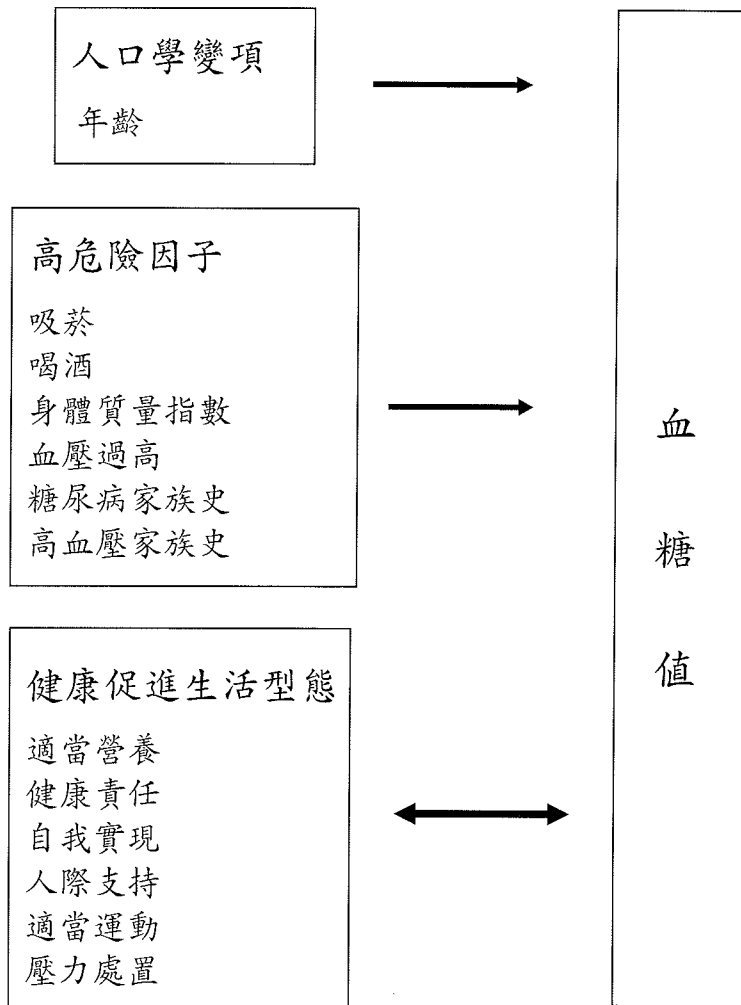 人口學變項
年齡
高危險因子
吸菸
喝酒
身體質量指數
血壓過高
糖尿病家族史
高血壓家族史
健康促進生活型態
適當營養
健康責任
自我實現
人際支持
適當運動
壓力處置
血
糖
值